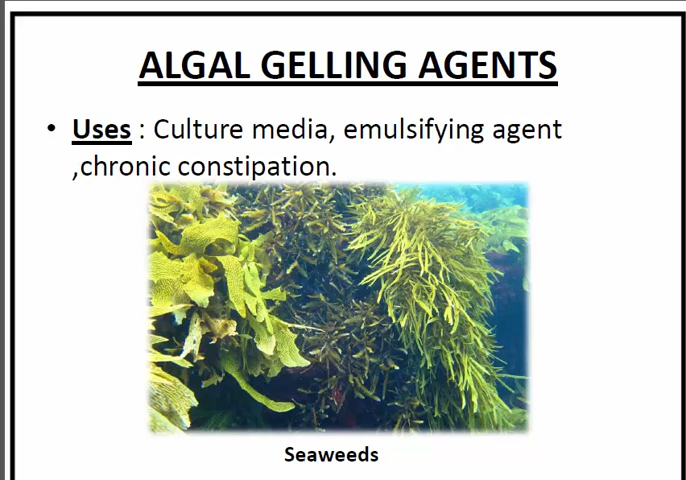 ALGAL GELLING AGENTS
• Uses : Culture media, emulsifying agent
,chronic constipation.
Seaweeds